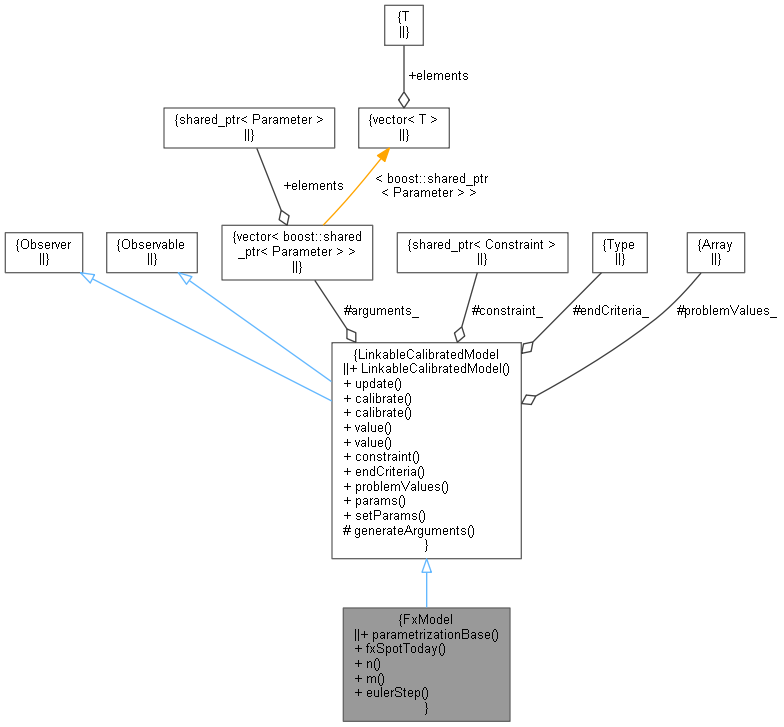 {T
||}
+elements
{shared_ptr< Parameter >
||}
{vector< T >
||}
+elements
< boost::shared_ptr
< Parameter > >
{Observer
||}
{Observable
||}
{vector< boost::shared
_ptr< Parameter > >
||}
{shared_ptr< Constraint >
||}
{Type
||}
{Array
||}
#arguments_
#constraint_
#endCriteria_
#problemValues_
{LinkableCalibratedModel
||+ LinkableCalibratedModel()
+ update()
+ calibrate()
+ calibrate()
+ value()
+ value()
+ constraint()
+ endCriteria()
+ problemValues()
+ params()
+ setParams()
# generateArguments()
}
{FxModel
||+ parametrizationBase()
+ fxSpotToday()
+ n()
+ m()
+ eulerStep()
}